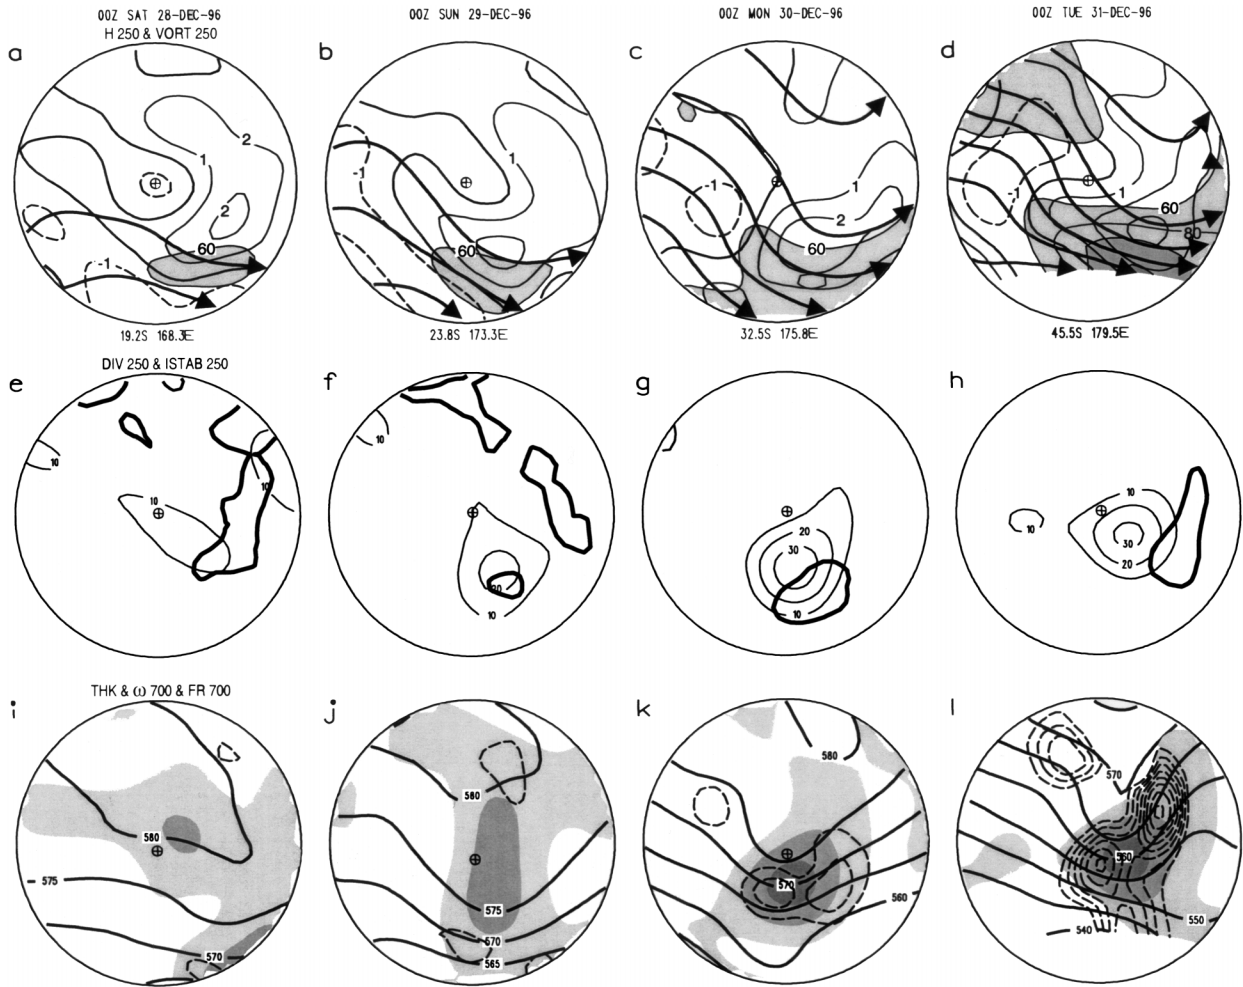 00Z SAT 28-DEC-96
00Z SUN 29-DEC-96
00Z MON 30-DEC-96
00Z TUE 31-DEC-96
H 250 & VORT 250
a
b
c
d
2
1
2
60
-1
1
-1
60
-1
1
2
60
-1
1
60
80
19.2S 168.3E
23.8S 173.3E
32.5S 175.8E
45.5S 179.5E
DIV 250 & ISTAB 250
e
f
g
h
10
10
10
10
20
10
20
30
10
10
10
30
20
THK & ω 700 & FR 700
i
j
k
l
580
575
570
580
575
570
565
580
570
560
570
560
550
540